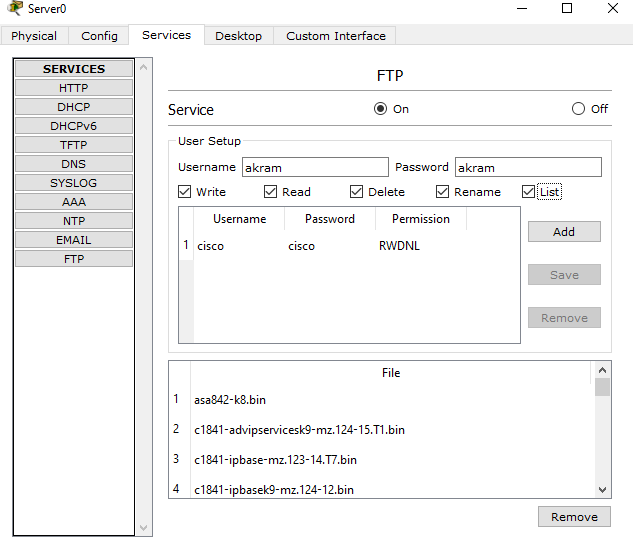 Server0
Physical Config Services Desktop Custom Interface
SERVICES
HTTP
DHCP
DHCPv6
TFTP
DNS
SYSLOG
AAA
NTP
EMAIL
FTP
FTP
Service On Off
User Setup
Username akram Password akram
Write Read Delete Rename List
Username Password Permission
1 cisco cisco RWDNL
Add
Save
Remove
File
1 asa842-k8.bin
2 c1841-advipservicesk9-mz.124-15.T1.bin
3 c1841-ipbase-mz.123-14.T7.bin
4 c1841-ipbasek9-mz.124-12.bin
Remove